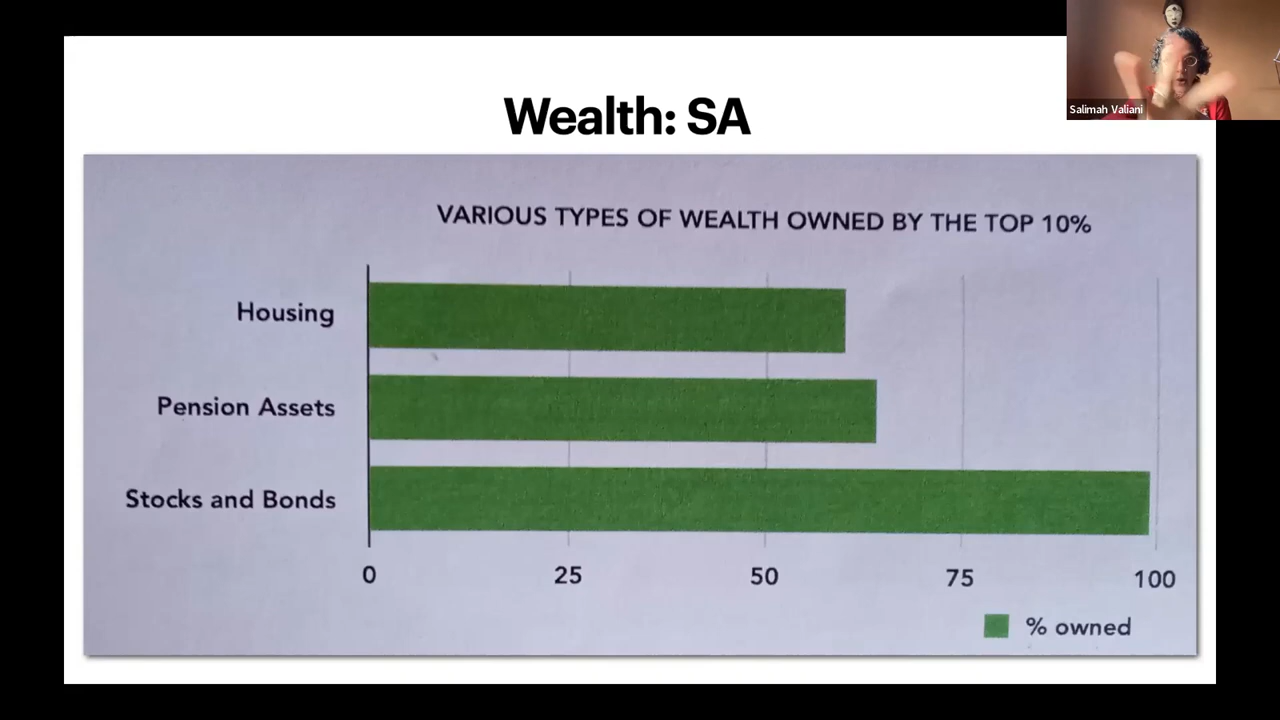 Salimah Valiani
Wealth: SA
VARIOUS TYPES OF WEALTH OWNED BY THE TOP 10%
Housing
Pension Assets
Stocks and Bonds
0 25 50 75 100
% owned